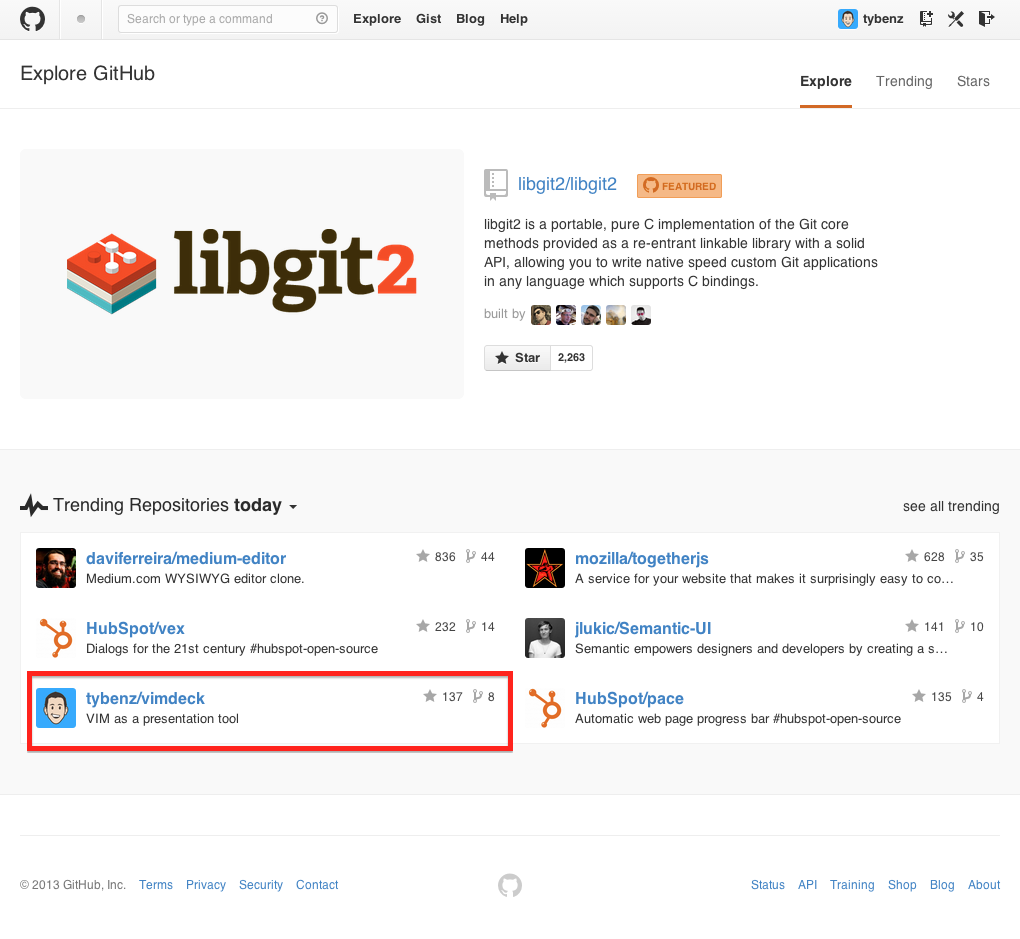 Search or type a command
Explore Gist Blog Help
tybenz
Explore GitHub
Explore Trending Stars
libgit2
libgit2/libgit2
FEATURED
libgit2 is a portable, pure C implementation of the Git core
methods provided as a re-entrant linkable library with a solid
API, allowing you to write native speed custom Git applications
in any language which supports C bindings.
built by
Star 2,263
Trending Repositories today
see all trending
daviferreira/medium-editor 836 44
Medium.com WYSIWYG editor clone.
mozilla/togetherjs 628 35
A service for your website that makes it surprisingly easy to co…
HubSpot/vex 232 14
Dialogs for the 21st century #hubspot-open-source
jlukic/Semantic-UI 141 10
Semantic empowers designers and developers by creating a s…
tybenz/vimdeck 137 8
VIM as a presentation tool
HubSpot/pace 135 4
Automatic web page progress bar #hubspot-open-source
© 2013 GitHub, Inc. Terms Privacy Security Contact
Status API Training Shop Blog About